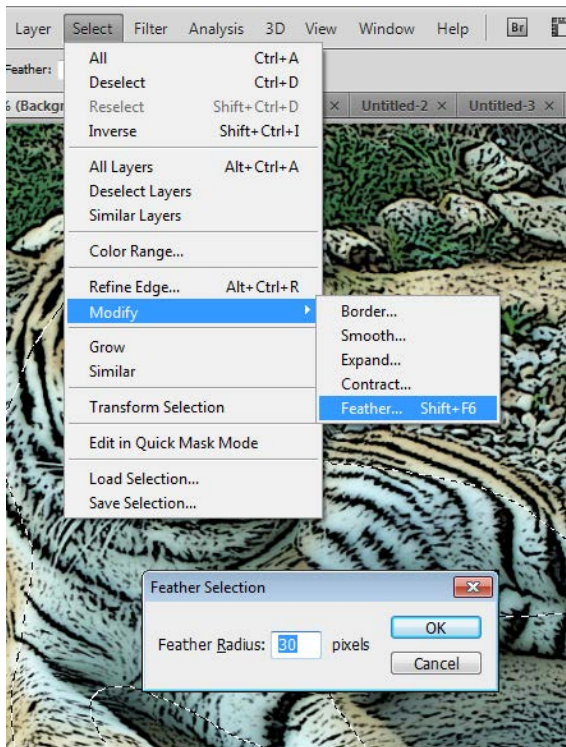 Layer Select Filter Analysis 3D View Window Help Br
Feather:
% (Backgr × Untitled-2 × Untitled-3 ×
All Ctrl+A
Deselect Ctrl+D
Reselect Shift+Ctrl+D
Inverse Shift+Ctrl+I
All Layers Alt+Ctrl+A
Deselect Layers
Similar Layers
Color Range...
Refine Edge... Alt+Ctrl+R
Modify
Grow
Similar
Transform Selection
Edit in Quick Mask Mode
Load Selection...
Save Selection...
Border...
Smooth...
Expand...
Contract...
Feather... Shift+F6
Feather Selection
Feather Radius: 30 pixels
OK
Cancel